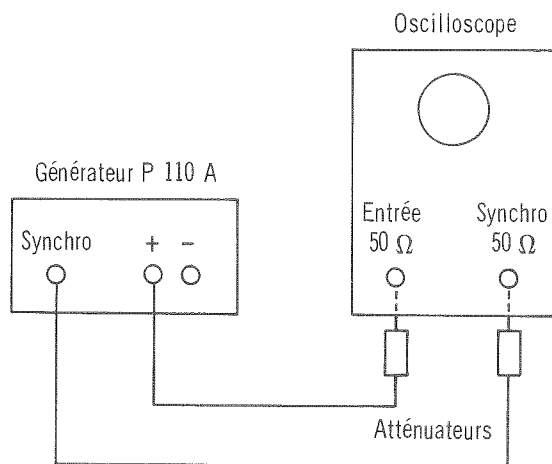 Oscilloscope
Générateur P 110 A
Synchro + -
Entrée
50 Ω
Synchro
50 Ω
Atténuateurs